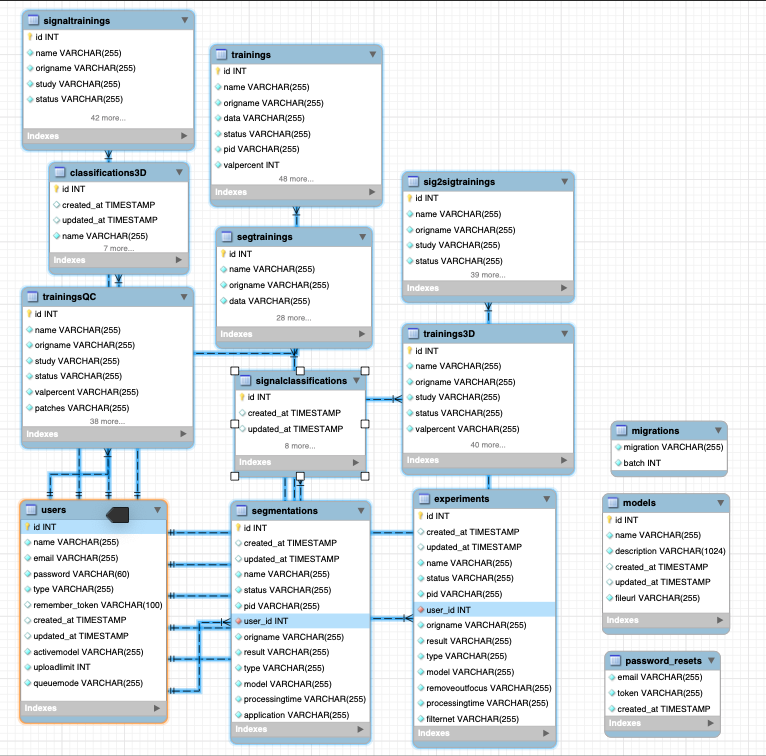 signaltrainings
id INT
name VARCHAR(255)
origname VARCHAR(255)
study VARCHAR(255)
status VARCHAR(255)
42 more...
Indexes
trainings
id INT
name VARCHAR(255)
origname VARCHAR(255)
data VARCHAR(255)
status VARCHAR(255)
pid VARCHAR(255)
valpercent INT
48 more...
Indexes
classifications3D
id INT
created_at TIMESTAMP
updated_at TIMESTAMP
name VARCHAR(255)
7 more...
Indexes
sig2sigtrainings
id INT
name VARCHAR(255)
origname VARCHAR(255)
study VARCHAR(255)
status VARCHAR(255)
39 more...
Indexes
segtrainings
id INT
name VARCHAR(255)
origname VARCHAR(255)
data VARCHAR(255)
28 more...
Indexes
trainingsQC
id INT
name VARCHAR(255)
origname VARCHAR(255)
study VARCHAR(255)
status VARCHAR(255)
valpercent VARCHAR(255)
patches VARCHAR(255)
38 more...
Indexes
trainings3D
id INT
name VARCHAR(255)
origname VARCHAR(255)
study VARCHAR(255)
status VARCHAR(255)
valpercent VARCHAR(255)
40 more...
Indexes
signalclassifications
id INT
created_at TIMESTAMP
updated_at TIMESTAMP
8 more...
Indexes
migrations
migration VARCHAR(255)
batch INT
Indexes
users
id INT
name VARCHAR(255)
email VARCHAR(255)
password VARCHAR(60)
type VARCHAR(255)
remember_token VARCHAR(100)
created_at TIMESTAMP
updated_at TIMESTAMP
activemodel VARCHAR(255)
uploadlimit INT
queuemode VARCHAR(255)
Indexes
segmentations
id INT
created_at TIMESTAMP
updated_at TIMESTAMP
name VARCHAR(255)
status VARCHAR(255)
pid VARCHAR(255)
user_id INT
origname VARCHAR(255)
result VARCHAR(255)
type VARCHAR(255)
model VARCHAR(255)
processingtime VARCHAR(255)
application VARCHAR(255)
Indexes
experiments
id INT
created_at TIMESTAMP
updated_at TIMESTAMP
name VARCHAR(255)
status VARCHAR(255)
pid VARCHAR(255)
user_id INT
origname VARCHAR(255)
result VARCHAR(255)
type VARCHAR(255)
model VARCHAR(255)
removeoutfocus VARCHAR(255)
processingtime VARCHAR(255)
filternet VARCHAR(255)
Indexes
models
id INT
name VARCHAR(255)
description VARCHAR(1024)
created_at TIMESTAMP
updated_at TIMESTAMP
fileurl VARCHAR(255)
Indexes
password_resets
email VARCHAR(255)
token VARCHAR(255)
created_at TIMESTAMP
Indexes